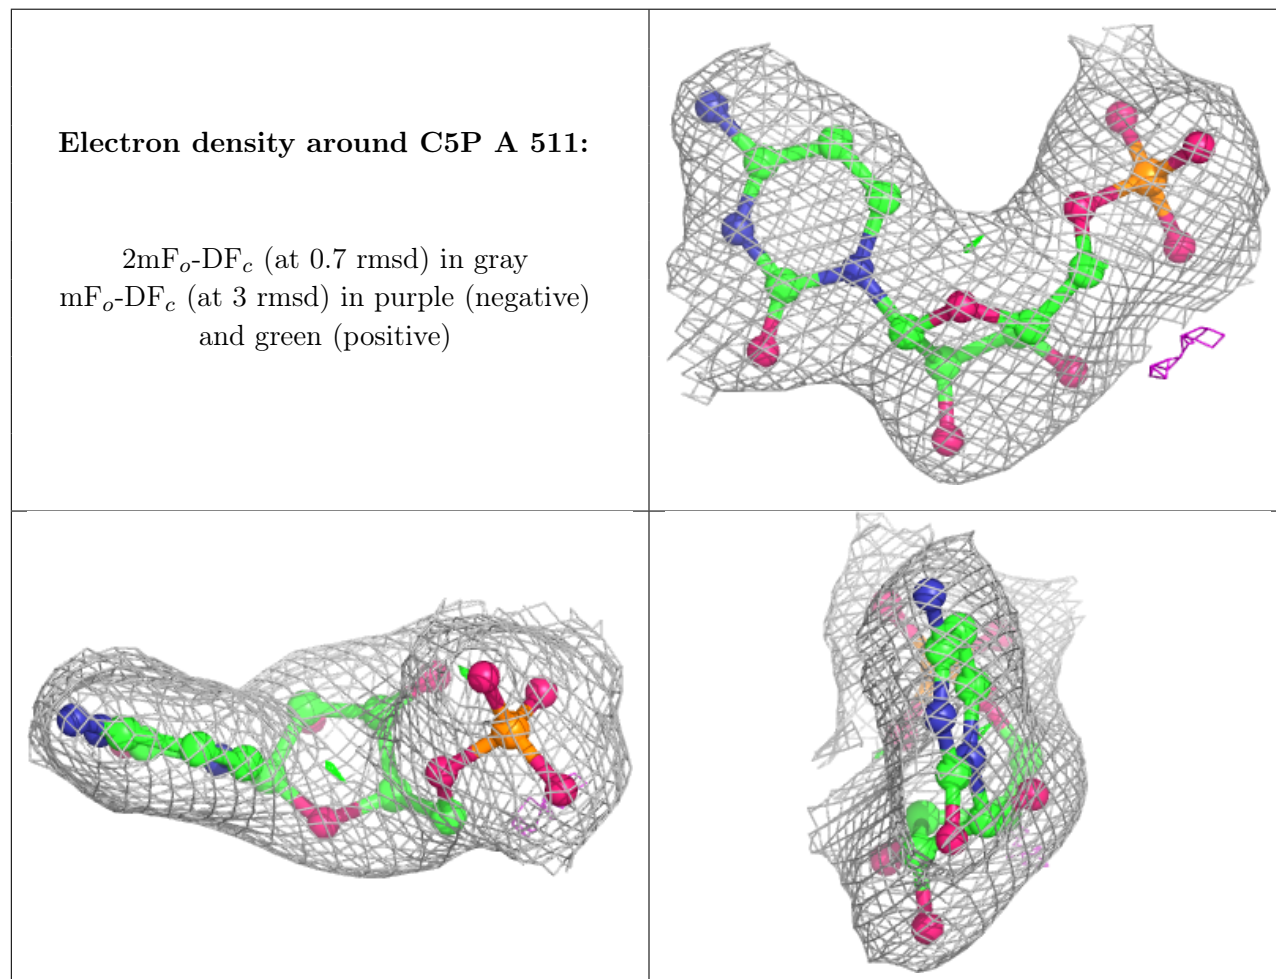 Electron density around C5P A 511:
2mFo-DFc (at 0.7 rmsd) in gray
mFo-DFc (at 3 rmsd) in purple (negative)
and green (positive)